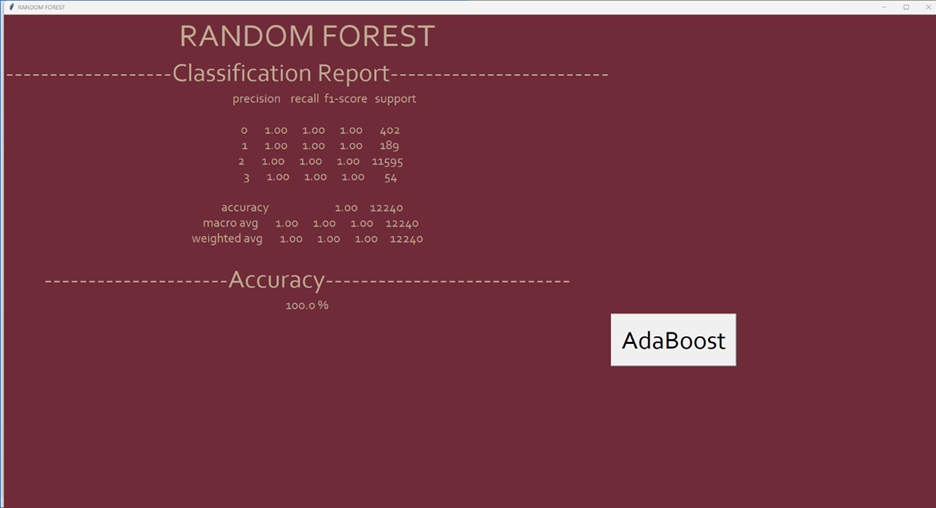 RANDOM FOREST
RANDOM FOREST
-------------------Classification Report-------------------------
precision recall f1-score support
0 1.00 1.00 1.00 402
1 1.00 1.00 1.00 189
2 1.00 1.00 1.00 11595
3 1.00 1.00 1.00 54
accuracy 1.00 12240
macro avg 1.00 1.00 1.00 12240
weighted avg 1.00 1.00 1.00 12240
---------------------Accuracy----------------------------
100.0 %
AdaBoost